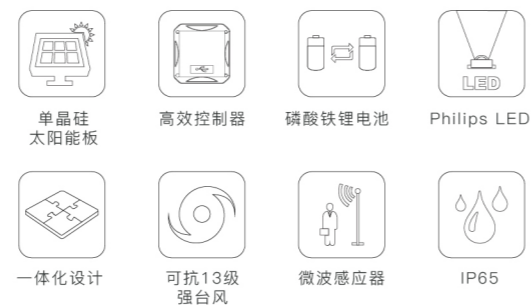 LED
单晶硅
太阳能板
高效控制器
磷酸铁锂电池
Philips LED
一体化设计
可抗13级
强台风
微波感应器
IP65